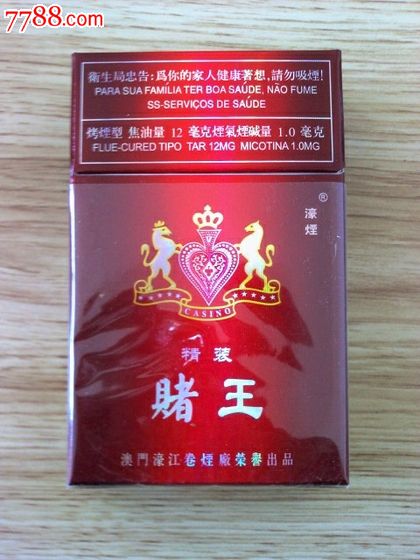 7788.com
衛生局忠告:爲你的家人健康著想,請勿吸煙!
PARA SUA FAMÍLIA TER BOA SAÚDE, NÃO FUME
SS-SERVIÇOS DE SAÚDE
烤煙型 焦油量 12 毫克煙氣煙鹼量 1.0 毫克
FLUE-CURED TIPO TAR 12MG MICOTINA 1.0MG
®
濠煙
CASINO
精裝
賭王
澳門濠江卷煙廠榮譽出品